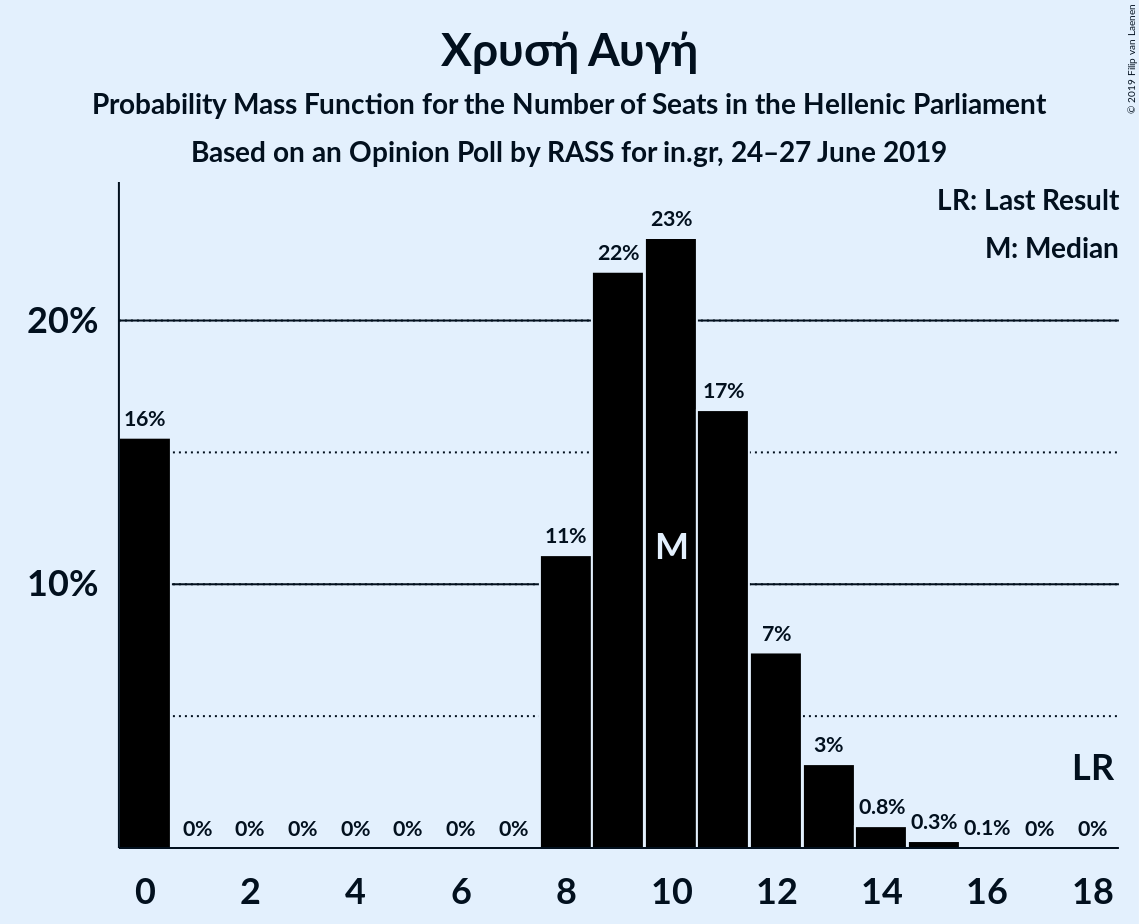 Χρυσή Αυγή
Probability Mass Function for the Number of Seats in the Hellenic Parliament
Based on an Opinion Poll by RASS for in.gr, 24–27 June 2019
© 2019 Filip van Laenen
LR: Last Result
M: Median
20%
10%
16%
0%
0%
0%
0%
0%
0%
0%
11%
22%
23%
17%
7%
3%
0.8%
0.3%
0.1%
0%
0%
M
LR
0 2 4 6 8 10 12 14 16 18